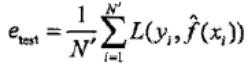 e_test = \frac{1}{N'} \sum_{i=1}^{N'} L(y_i, \hat{f}(x_i))